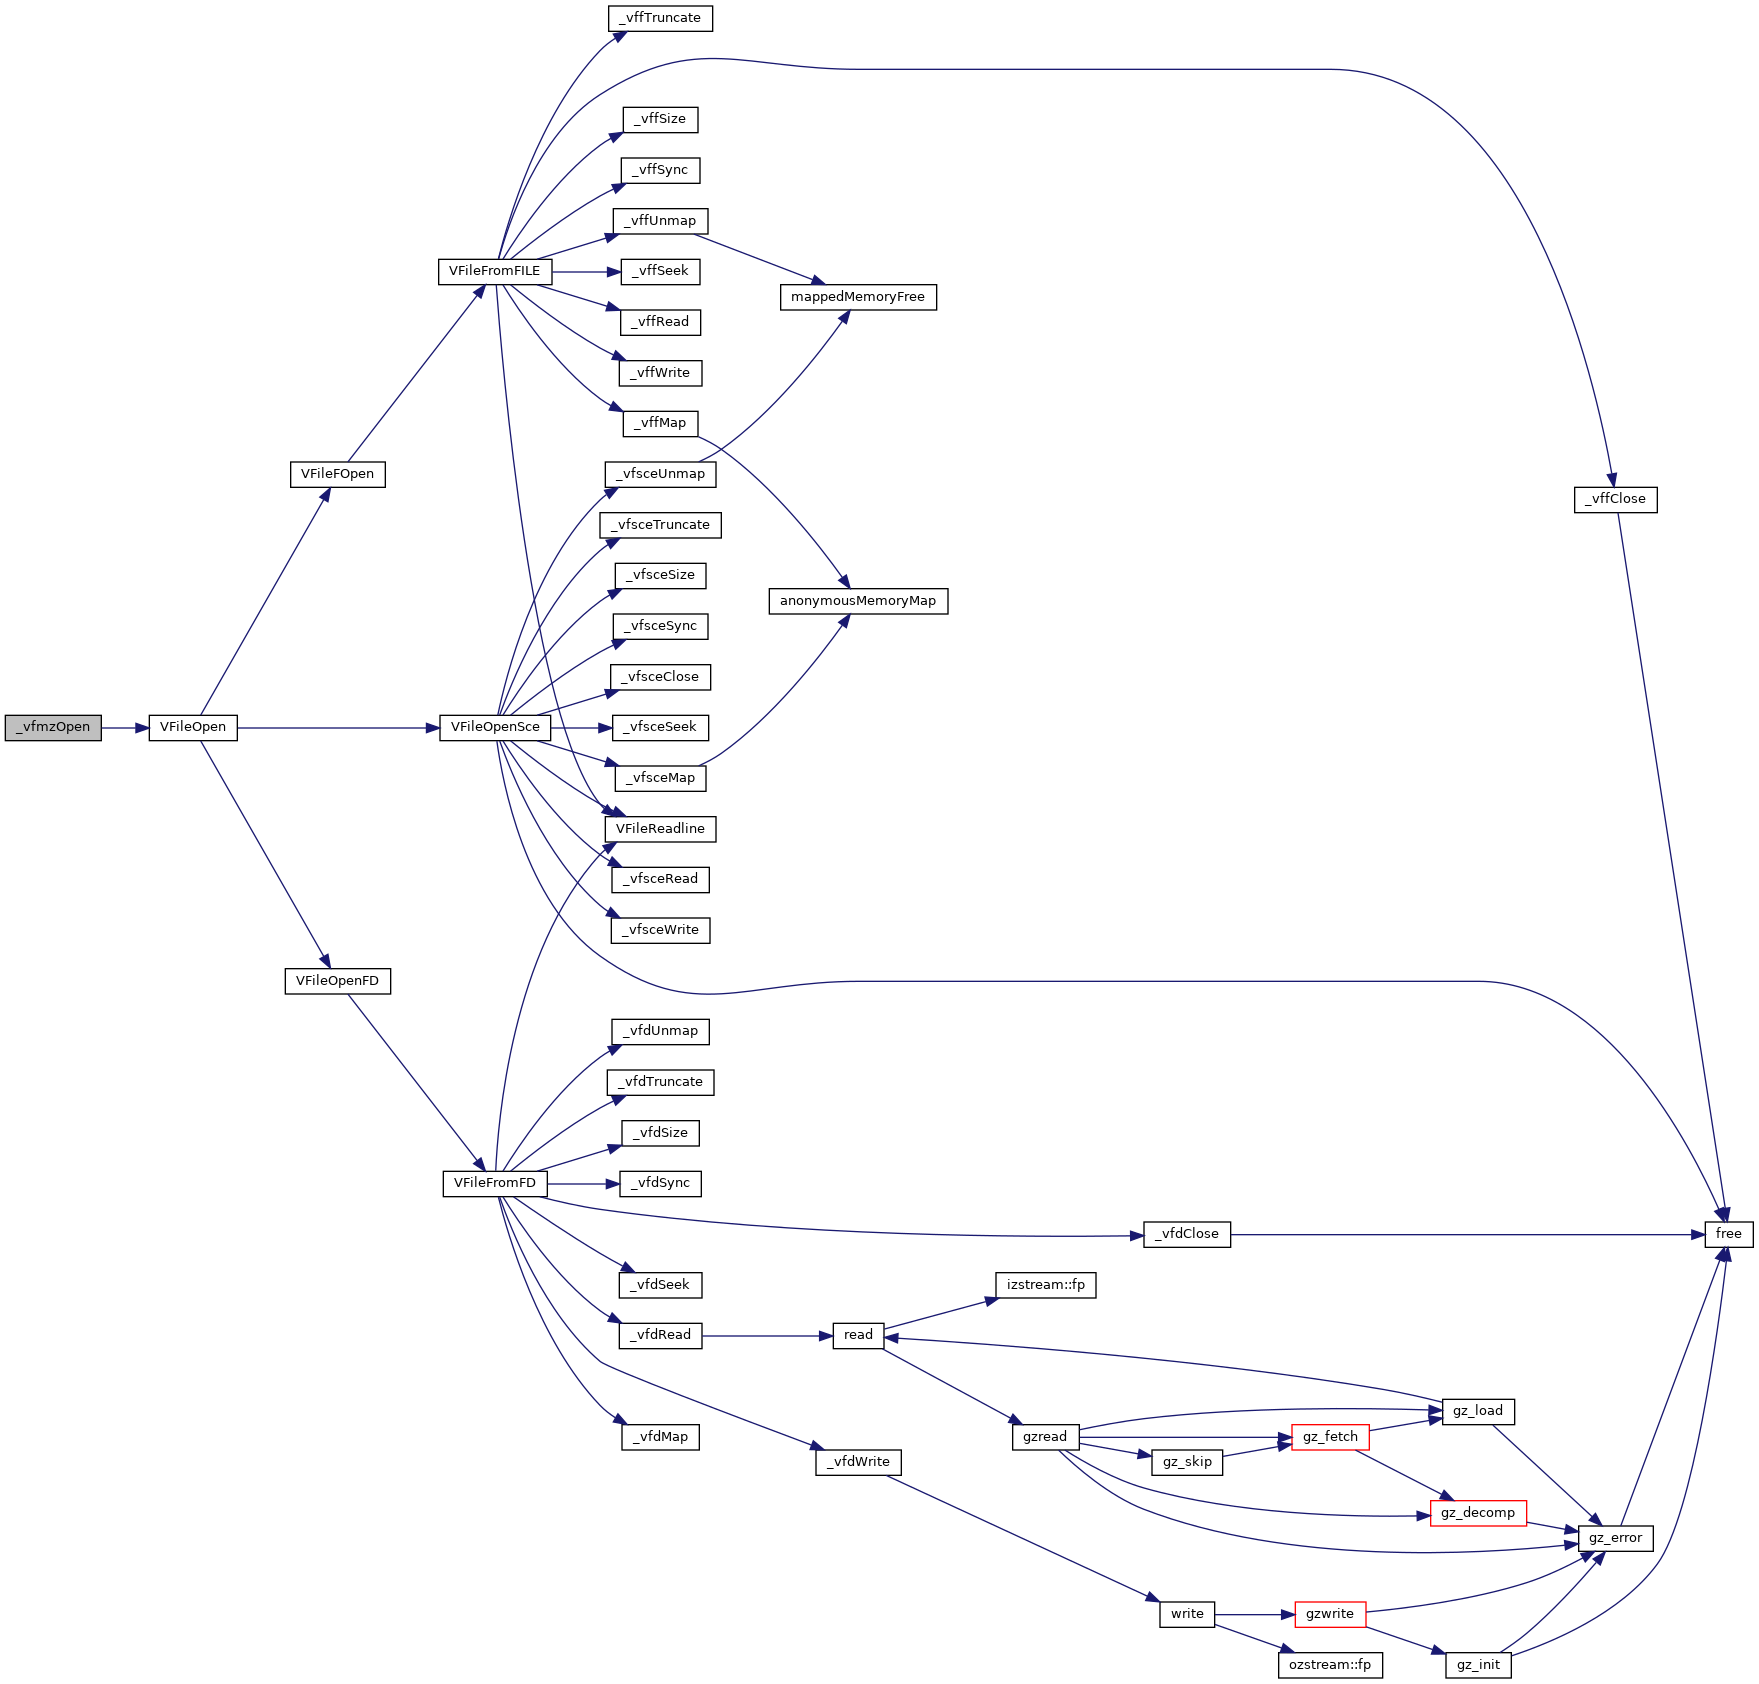 _vffTruncate
_vffSize
_vffSync
_vffUnmap
VFileFromFILE
_vffSeek
mappedMemoryFree
_vffRead
_vffWrite
_vffMap
VFileFOpen
_vfsceUnmap
_vffClose
_vfsceTruncate
_vfsceSize
anonymousMemoryMap
_vfsceSync
_vfsceClose
_vfmzOpen
VFileOpen
VFileOpenSce
_vfsceSeek
_vfsceMap
VFileReadline
_vfsceRead
_vfsceWrite
VFileOpenFD
_vfdUnmap
_vfdTruncate
_vfdSize
VFileFromFD
_vfdSync
_vfdClose
free
_vfdSeek
izstream::fp
_vfdRead
read
gz_load
_vfdMap
gzread
gz_fetch
_vfdWrite
gz_skip
gz_decomp
gz_error
write
gzwrite
ozstream::fp
gz_init